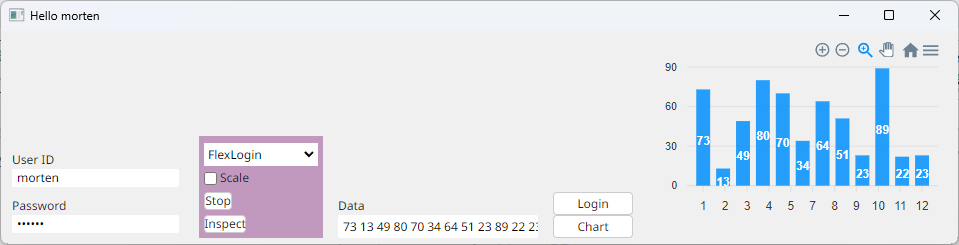 Hello morten
User ID
morten
Password
••••••
FlexLogin
Scale
Stop
Inspect
Data
73 13 49 80 70 34 64 51 23 89 22 23
Login
Chart
90
60
30
0
73
13
49
80
70
34
64
51
23
89
22
23
1 2 3 4 5 6 7 8 9 10 11 12